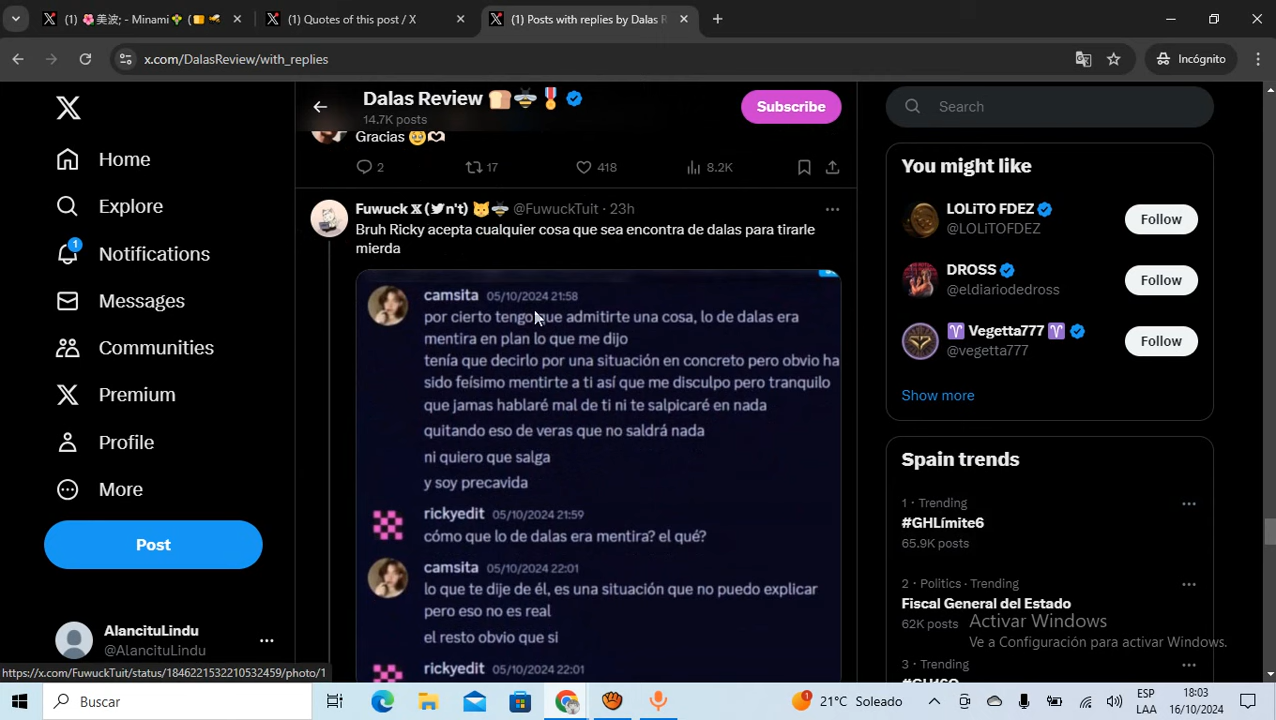 (1) 🌸美波; - Minami🌻 (🍞
(1) Quotes of this post / X
(1) Posts with replies by Dalas R
x.com/DalasReview/with_replies
Incógnito
Dalas Review 🍞🐝🎖️
14.7K posts
Subscribe
Search
Gracias 🥹🫶
2
17
418
8.2K
Home
Explore
1
Notifications
Messages
Communities
Premium
Profile
More
Post
AlancituLindu
@AlancituLindu
Fuwuck 𝕏 (🐦n't) 🐱🐝 @FuwuckTuit · 23h
Bruh Ricky acepta cualquier cosa que sea encontra de dalas para tirarle
mierda
camsita 05/10/2024 21:58
por cierto tengo que admitirte una cosa, lo de dalas era
mentira en plan lo que me dijo
tenía que decirlo por una situación en concreto pero obvio ha
sido feísimo mentirte a ti así que me disculpo pero tranquilo
que jamas hablaré mal de ti ni te salpicaré en nada
quitando eso de veras que no saldrá nada
ni quiero que salga
y soy precavida
rickyedit 05/10/2024 21:59
cómo que lo de dalas era mentira? el qué?
camsita 05/10/2024 22:01
lo que te dije de él, es una situación que no puedo explicar
pero eso no es real
el resto obvio que si
rickyedit 05/10/2024 22:01
You might like
LOLiTO FDEZ
@LOLiTOFDEZ
Follow
DROSS
@eldiariodedross
Follow
♈ Vegetta777 ♈
@vegetta777
Follow
Show more
Spain trends
1 · Trending
#GHLímite6
65.9K posts
2 · Politics · Trending
Fiscal General del Estado
62K posts
3 · Trending
Activar Windows
Ve a Configuración para activar Windows.
https://x.com/FuwuckTuit/status/1846221532210532459/photo/1
Buscar
1
21°C Soleado
ESP
LAA
18:03
16/10/2024